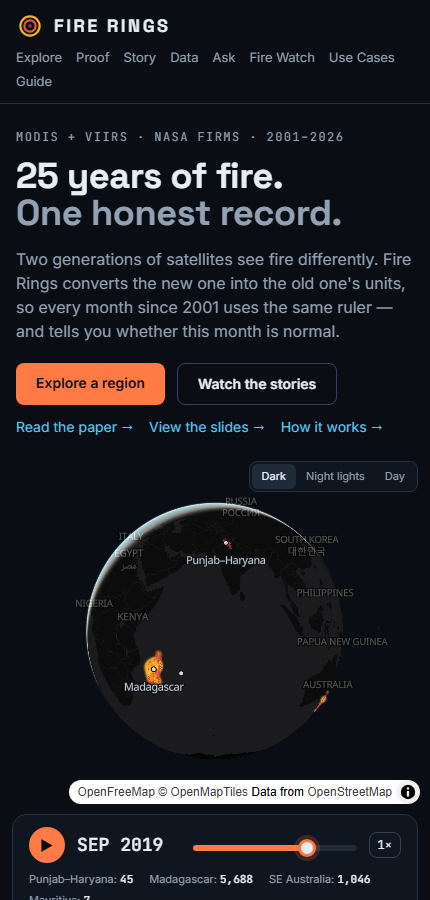 FIRE RINGS
Explore Proof Story Data Ask Fire Watch Use Cases
Guide
MODIS + VIIRS · NASA FIRMS · 2001–2026
25 years of fire.
One honest record.
Two generations of satellites see fire differently. Fire
Rings converts the new one into the old one's units,
so every month since 2001 uses the same ruler —
and tells you whether this month is normal.
Explore a region Watch the stories
Read the paper → View the slides → How it works →
Dark Night lights Day
RUSSIA
РОССИЯ
ITALY
SOUTH KOREA
대한민국
EGYPT
مصر
Punjab–Haryana
PHILIPPINES
NIGERIA
KENYA
PAPUA NEW GUINEA
Madagascar
AUSTRALIA
OpenFreeMap © OpenMapTiles Data from OpenStreetMap
SEP 2019 1×
Punjab–Haryana: 45 Madagascar: 5,688 SE Australia: 1,046
Mauritius: 7